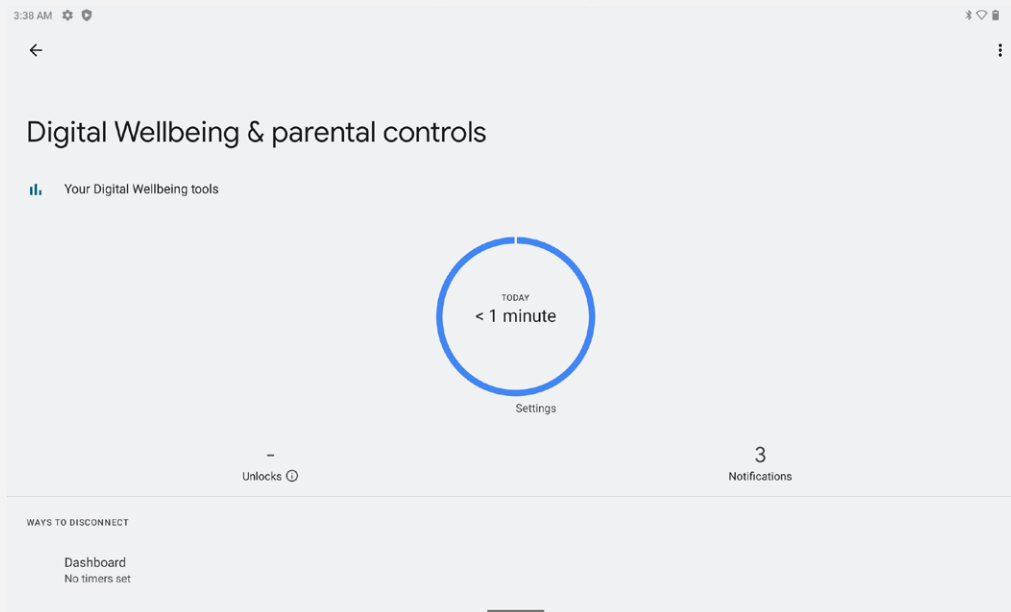 3:38 AM
Digital Wellbeing & parental controls
Your Digital Wellbeing tools
TODAY
< 1 minute
Settings
-
Unlocks
3
Notifications
WAYS TO DISCONNECT
Dashboard
No timers set